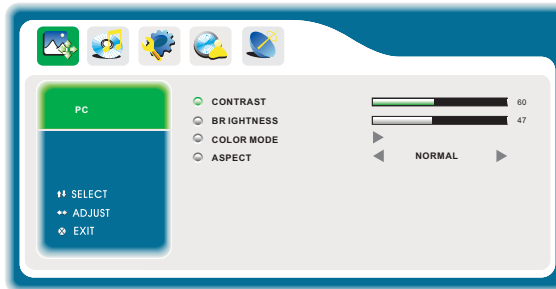 PC
SELECT
ADJUST
EXIT
CONTRAST 60
BR IGHTNESS 47
COLOR MODE
ASPECT NORMAL